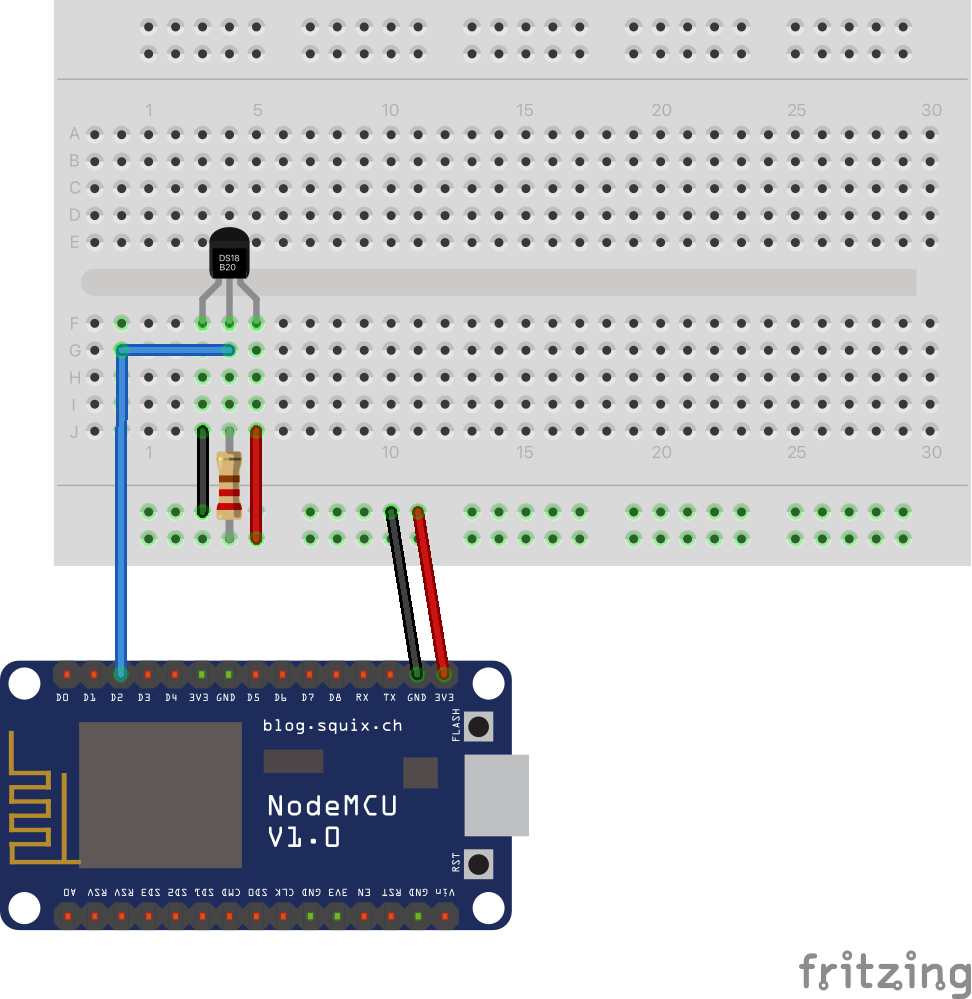 1 5 10 15 20 25 30
A
B
C
D
E
DS18
B20
F
G
H
I
J
1 10 15 20 25 30
D0 D1 D2 D3 D4 3V3 GND D5 D6 D7 D8 RX TX GND 3V3
blog.squix.ch
FLASH
NodeMCU
V1.0
RST
A0 RSV RSV SD3 SD2 SD1 CMD SD0 CLK GND 3V3 EN RST GND Vin
fritzing